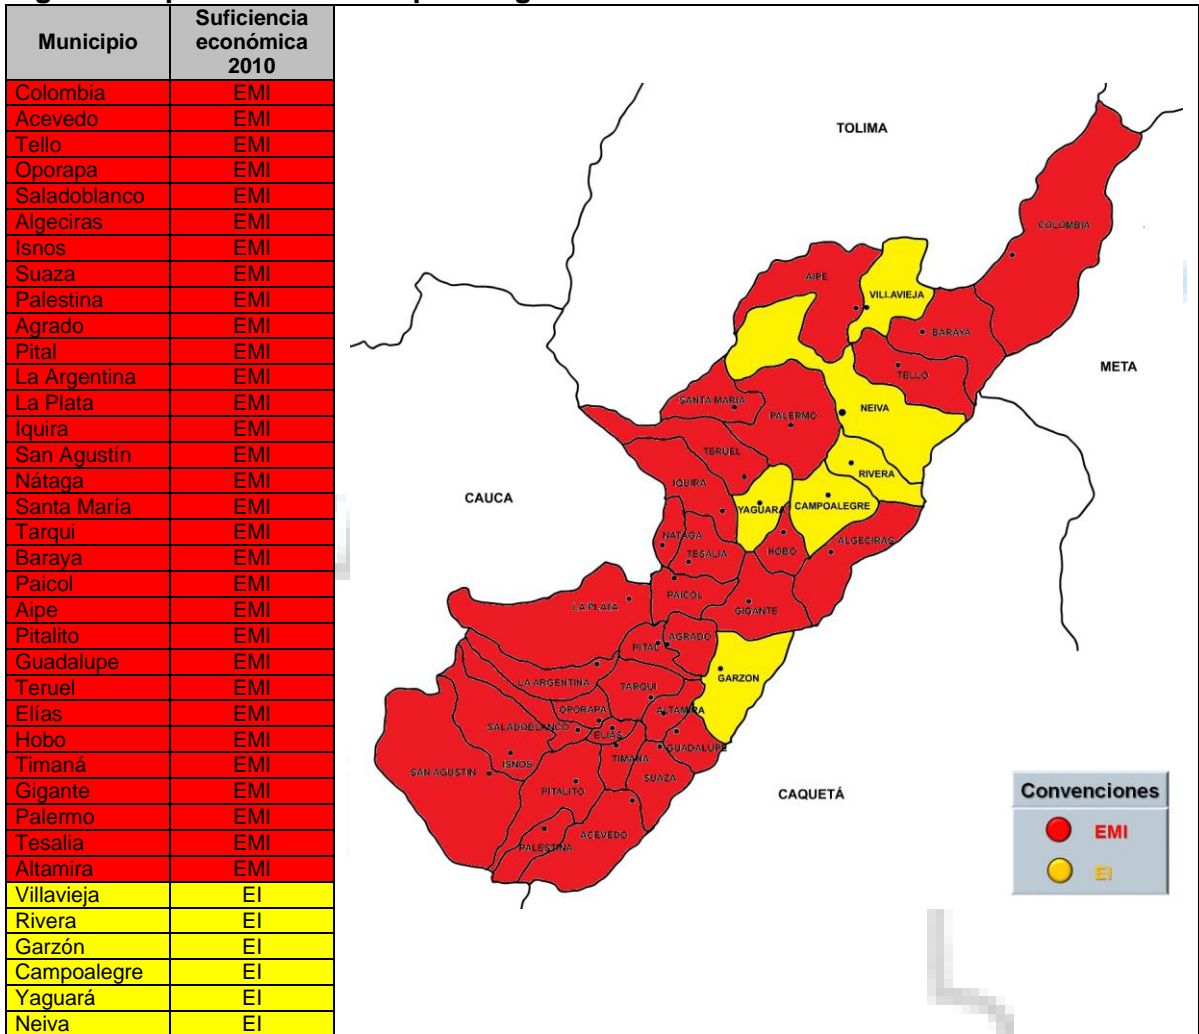 Municipio
Suficiencia
económica
2010
Colombia EMI
Acevedo EMI
Tello EMI
Oporapa EMI
Saladoblanco EMI
Algeciras EMI
Isnos EMI
Suaza EMI
Palestina EMI
Agrado EMI
Pital EMI
La Argentina EMI
La Plata EMI
Iquira EMI
San Agustín EMI
Nátaga EMI
Santa María EMI
Tarqui EMI
Baraya EMI
Paicol EMI
Aipe EMI
Pitalito EMI
Guadalupe EMI
Teruel EMI
Elías EMI
Hobo EMI
Timaná EMI
Gigante EMI
Palermo EMI
Tesalia EMI
Altamira EMI
Villavieja EI
Rivera EI
Garzón EI
Campoalegre EI
Yaguará EI
Neiva EI
TOLIMA
COLOMBIA
AIPE
VILLAVIEJA
BARAYA
META
TELLO
SANTA MARIA
NEIVA
PALERMO
TERUEL
RIVERA
IQUIRA
CAUCA
YAGUARA
CAMPOALEGRE
NATAGA
ALGECIRAS
TESALIA
HOBO
PAICOL
LA PLATA
GIGANTE
AGRADO
PITAL
GARZON
LA ARGENTINA
TARQUI
OPORAPA
ALTAMIRA
SALADOBLANCO
ELIAS
GUADALUPE
TIMANA
ISNOS
SAN AGUSTIN
SUAZA
PITALITO
CAQUETÁ
ACEVEDO
PALESTINA
Convenciones
EMI
EI